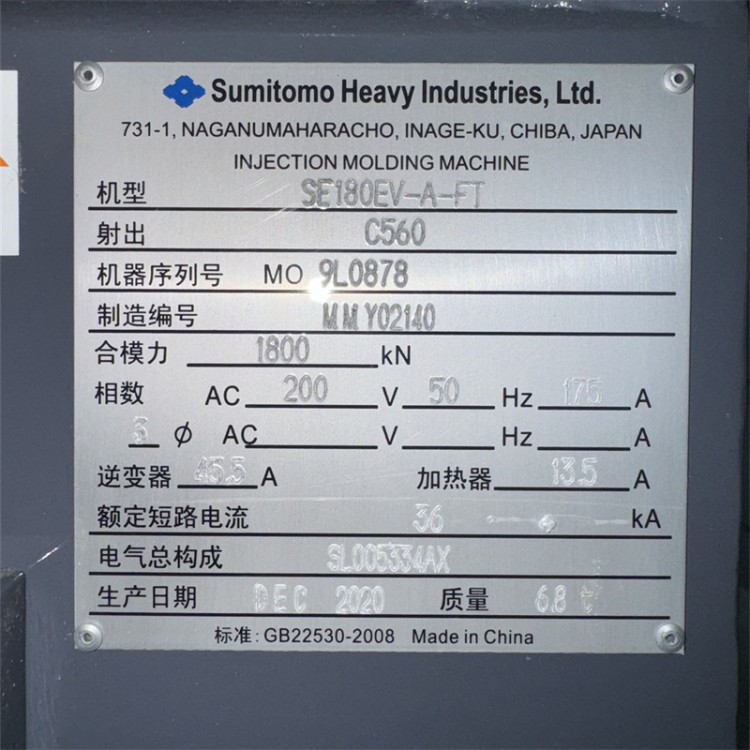 Sumitomo Heavy Industries, Ltd.
731-1, NAGANUMAHARACHO, INAGE-KU, CHIBA, JAPAN
INJECTION MOLDING MACHINE
机型 SE180EV-A-FT
射出 C560
机器序列号 MO 9L0878
制造编号 MMY02140
合模力 1800 kN
相数 AC 200 V 50 Hz 175 A
3 Φ AC V Hz A
逆变器 45.5 A 加热器 13.5 A
额定短路电流 36 kA
电气总构成 SL005334AX
生产日期 DEC 2020 质量 6.8
标准: GB22530-2008 Made in China